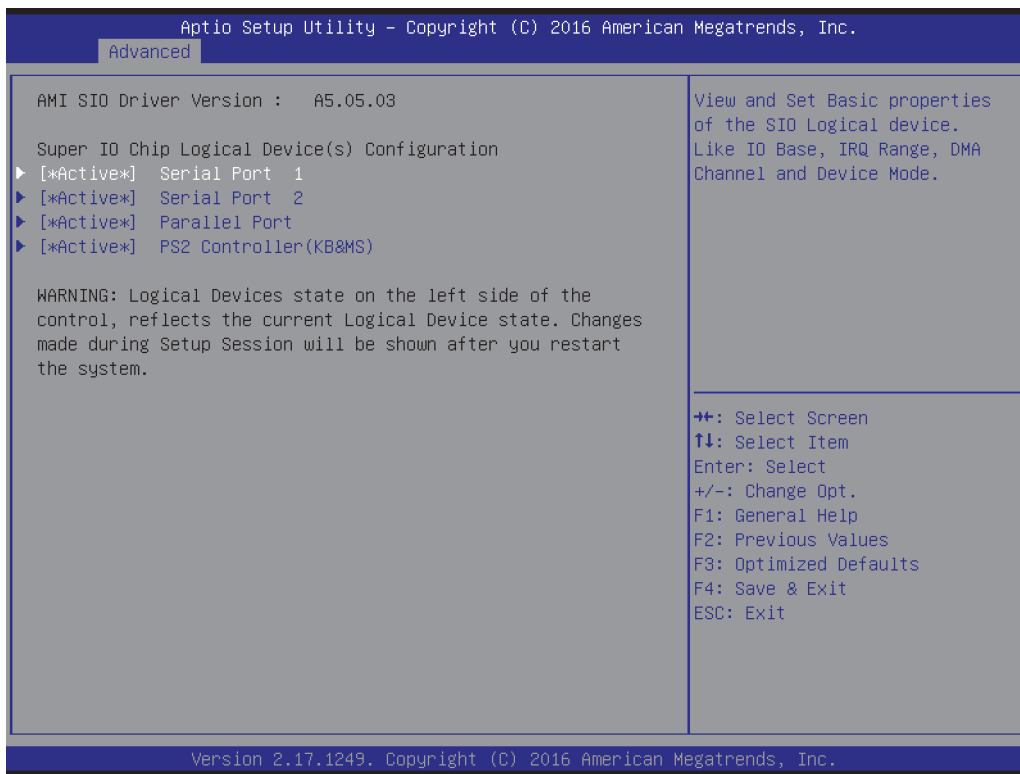 Aptio Setup Utility – Copyright (C) 2016 American Megatrends, Inc.
Advanced
AMI SIO Driver Version : A5.05.03
Super IO Chip Logical Device(s) Configuration
▶ [*Active*] Serial Port 1
▶ [*Active*] Serial Port 2
▶ [*Active*] Parallel Port
▶ [*Active*] PS2 Controller(KB&MS)
WARNING: Logical Devices state on the left side of the
control, reflects the current Logical Device state. Changes
made during Setup Session will be shown after you restart
the system.
View and Set Basic properties
of the SIO Logical device.
Like IO Base, IRQ Range, DMA
Channel and Device Mode.
→←: Select Screen
↑↓: Select Item
Enter: Select
+/-: Change Opt.
F1: General Help
F2: Previous Values
F3: Optimized Defaults
F4: Save & Exit
ESC: Exit
Version 2.17.1249. Copyright (C) 2016 American Megatrends, Inc.